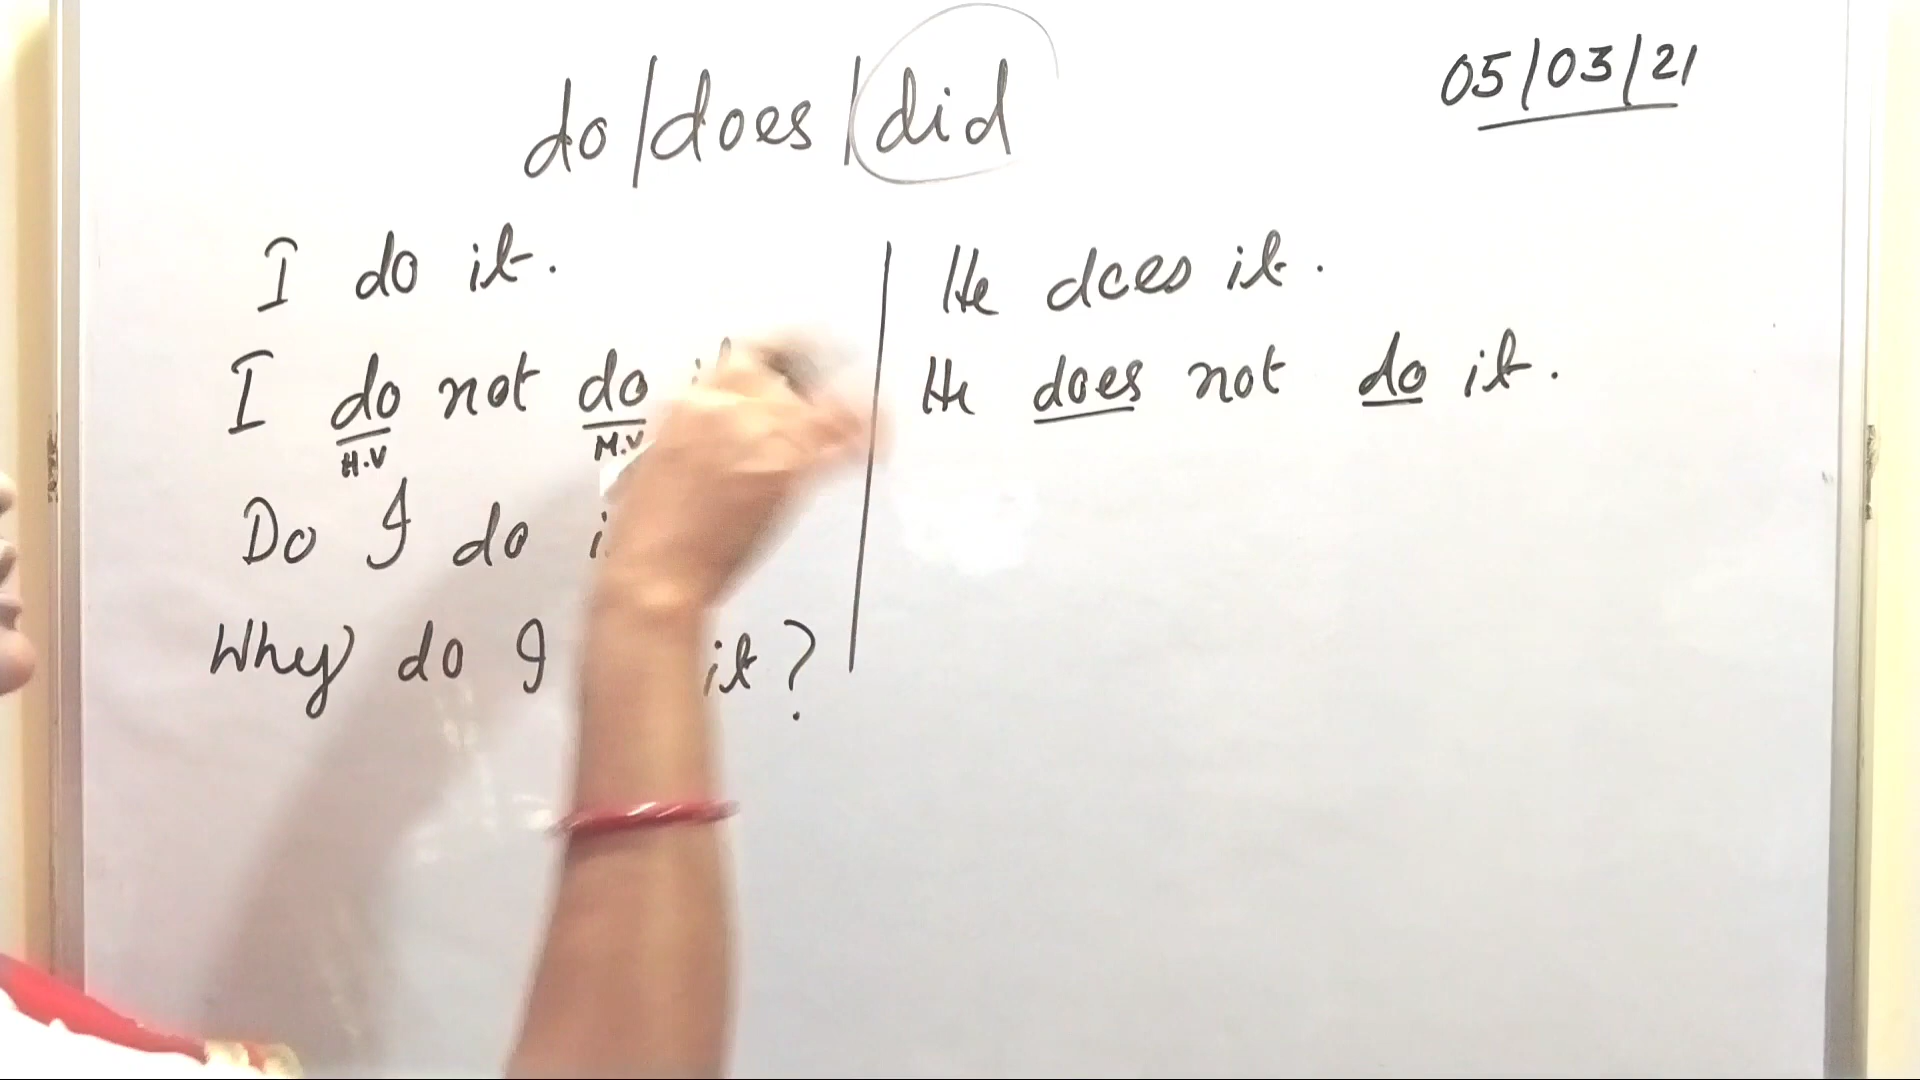 do/does/did
05/03/21
I do it.
I do not do
H.V M.V
Do I do
Why do I it?
He does it.
He does not do it.